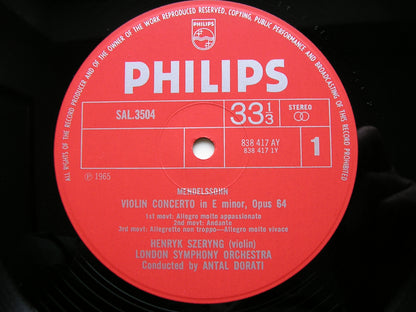 ALL RIGHTS OF THE RECORD PRODUCER AND OF THE OWNER OF THE WORK REPRODUCED RESERVED. COPYING, PUBLIC PERFORMANCE AND BROADCASTING OF THIS RECORD PROHIBITED
PHILIPS
PHILIPS
SAL.3504
33 1/3
STEREO
838 417 AY
838 417 1Y
1
℗ 1965
MENDELSSOHN
VIOLIN CONCERTO in E minor, Opus 64
1st movt: Allegro molto appassionato
2nd movt: Andante
3rd movt: Allegretto non troppo—Allegro molto vivace
HENRYK SZERYNG (violin)
LONDON SYMPHONY ORCHESTRA
Conducted by ANTAL DORATI